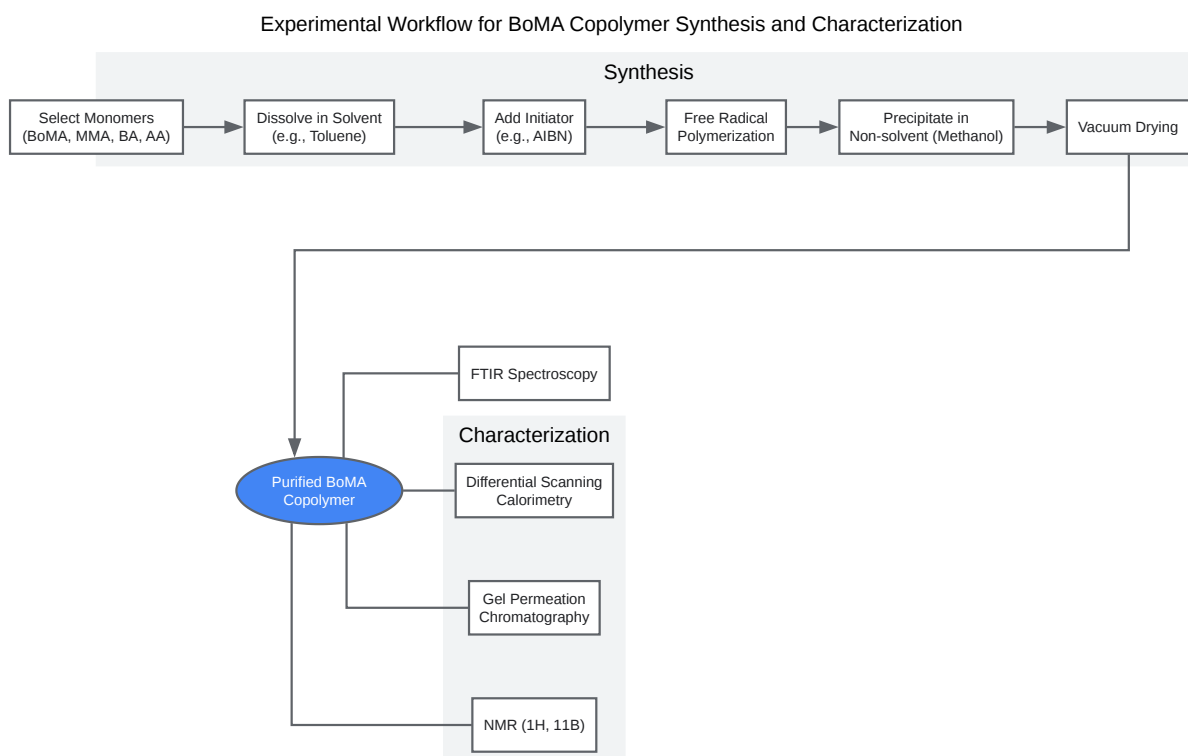 Experimental Workflow for BoMA Copolymer Synthesis and Characterization
Synthesis
Select Monomers
(BoMA, MMA, BA, AA)
Dissolve in Solvent
(e.g., Toluene)
Add Initiator
(e.g., AIBN)
Free Radical
Polymerization
Precipitate in
Non-solvent (Methanol)
Vacuum Drying
FTIR Spectroscopy
Characterization
Purified BoMA
Copolymer
Differential Scanning
Calorimetry
Gel Permeation
Chromatography
NMR (1H, 11B)